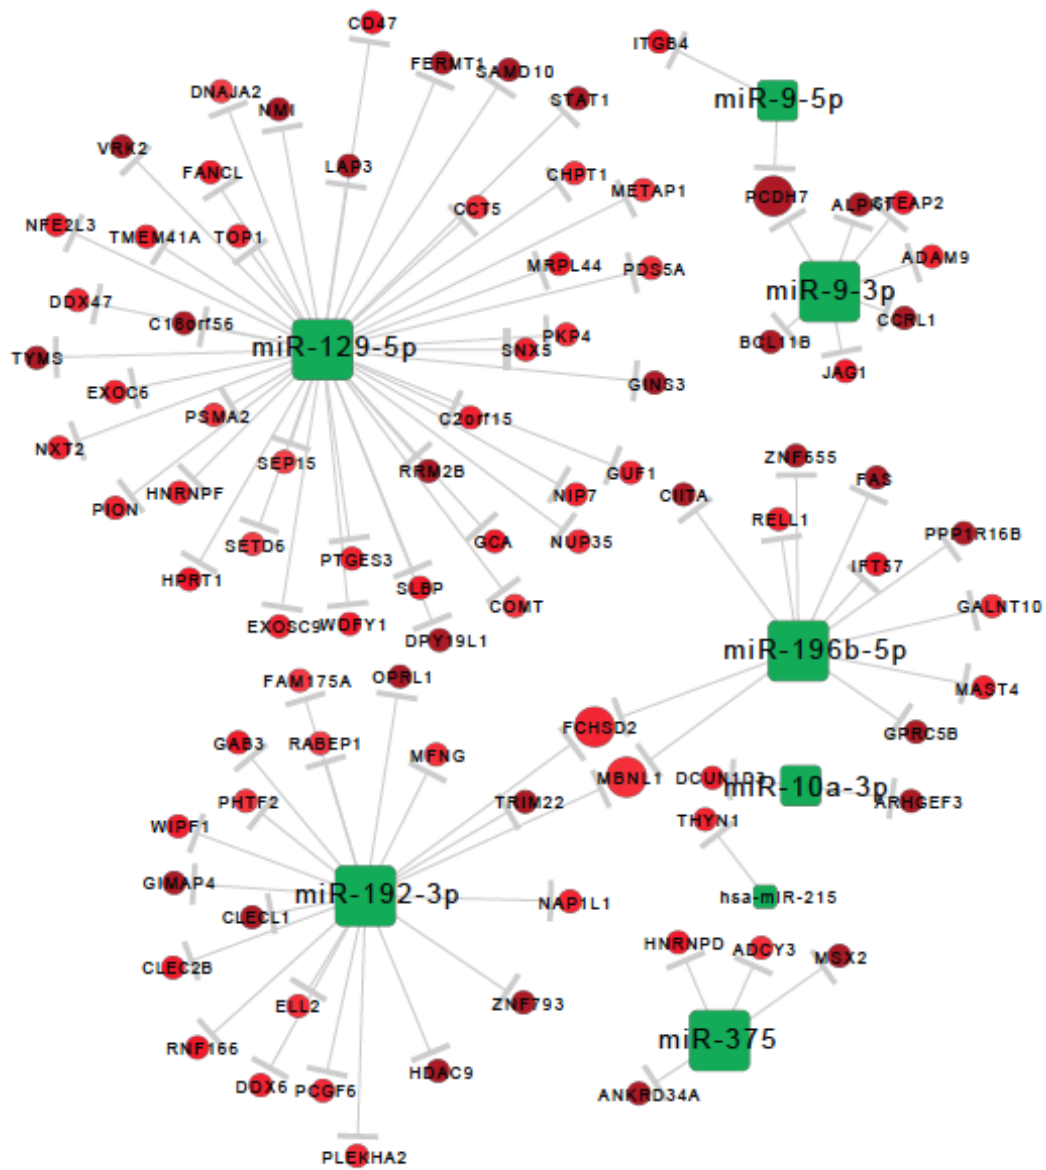 CD47
ITGB4
FERMT1
SAMD10
DNAJA2
STAT1
miR-9-5p
NMI
VRK2
LAP3
FANCL
CHPT1
METAP1
PCDH7
STEAP2
CCT5
NFE2L3
TMEM41A
TOP1
ADAM9
MRPL44
PDS5A
miR-9-3p
DDX47
C18orf56
CCRL1
miR-129-5p
PKP4
SNX5
BCL11B
TYMS
JAG1
EXOC6
GINS3
PSMA2
C2orf15
NXT2
SEP15
RRM2B
GUF1
ZNF655
HNRNPF
NIP7
CIITA
FAS
PION
RELL1
PPP1R16B
SETD6
PTGES3
GCA
NUP35
IFT57
HPRT1
SLBP
COMT
GALNT10
EXOSC9
WDFY1
DPY19L1
miR-196b-5p
FAM175A
OPRL1
MAST4
GAB3
RABEP1
MFNG
FCHSD2
GPRC5B
MBNL1
DCUN1D3
miR-10a-3p
PHTF2
TRIM22
ARHGEF3
WIPF1
THYN1
GIMAP4
miR-192-3p
NAP1L1
hsa-miR-215
CLECL1
HNRNPD
ADCY3
MSX2
CLEC2B
ELL2
ZNF793
RNF166
miR-375
DDX6
PCGF6
HDAC9
ANKRD34A
PLEKHA2